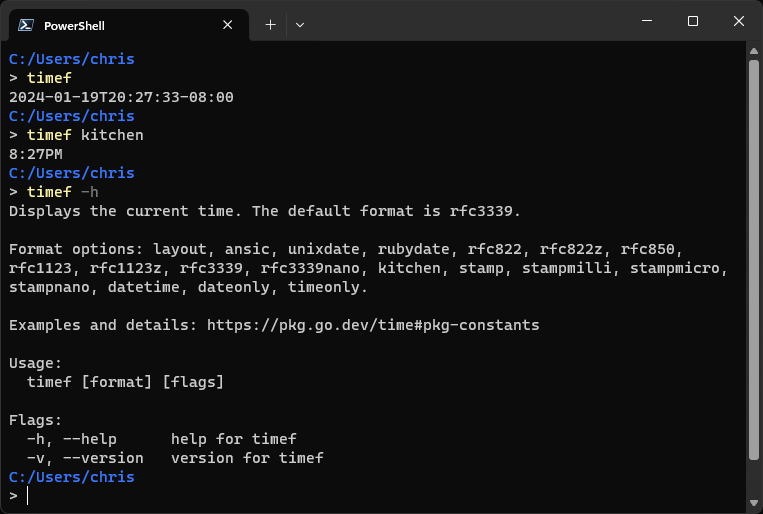 PowerShell
C:/Users/chris
> timef
2024-01-19T20:27:33-08:00
C:/Users/chris
> timef kitchen
8:27PM
C:/Users/chris
> timef -h
Displays the current time. The default format is rfc3339.
Format options: layout, ansic, unixdate, rubydate, rfc822, rfc822z, rfc850,
rfc1123, rfc1123z, rfc3339, rfc3339nano, kitchen, stamp, stampmilli, stampmicro,
stampnano, datetime, dateonly, timeonly.
Examples and details: https://pkg.go.dev/time#pkg-constants
Usage:
  timef [format] [flags]
Flags:
  -h, --help      help for timef
  -v, --version   version for timef
C:/Users/chris
>